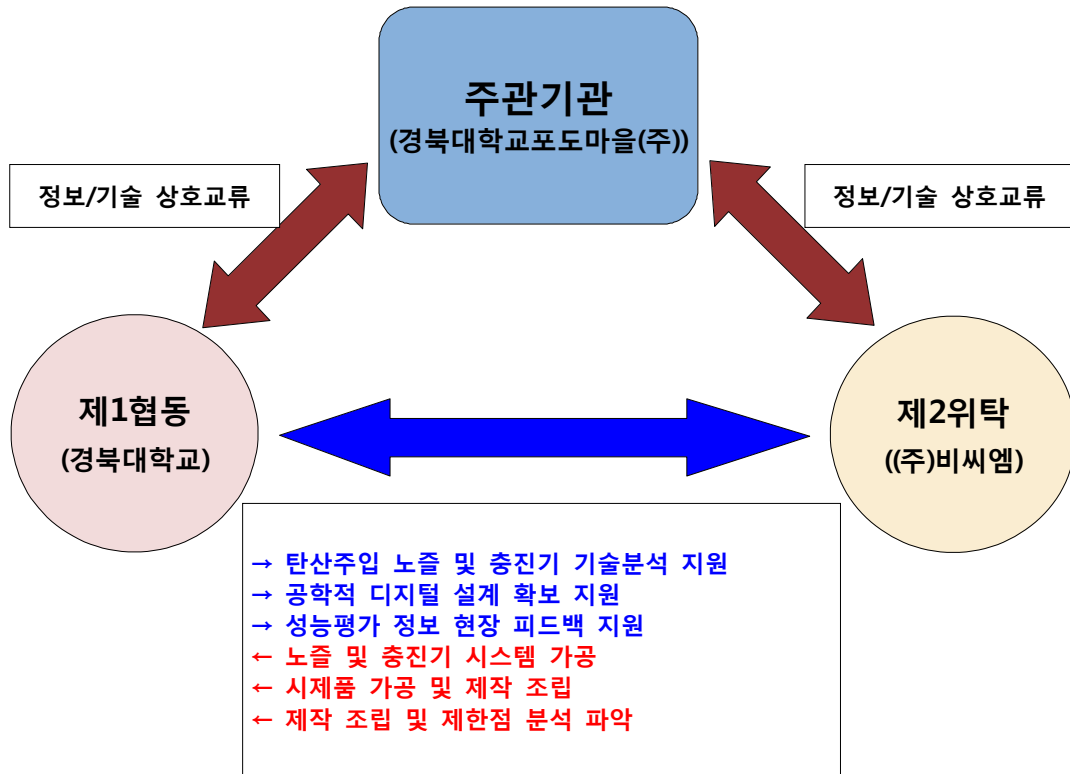 주관기관
(경북대학교포도마을(주))
정보/기술 상호교류
정보/기술 상호교류
제1협동
(경북대학교)
제2위탁
((주)비씨엠)
→ 탄산주입 노즐 및 충진기 기술분석 지원
→ 공학적 디지털 설계 확보 지원
→ 성능평가 정보 현장 피드백 지원
← 노즐 및 충진기 시스템 가공
← 시제품 가공 및 제작 조립
← 제작 조립 및 제한점 분석 파악